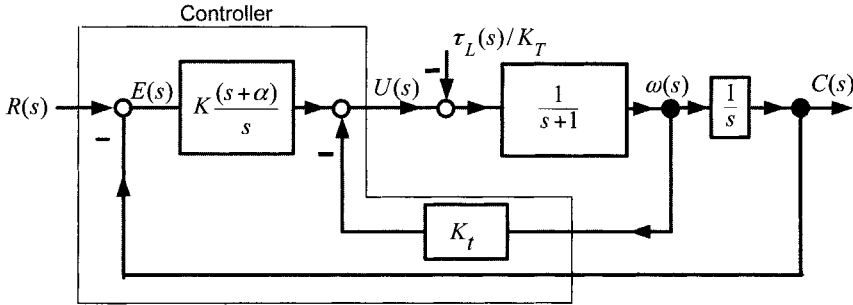 Controller
τ_L(s)/K_T
R(s)
E(s)
K (s+α)/s
U(s)
1/(s+1)
ω(s)
1/s
C(s)
K_t